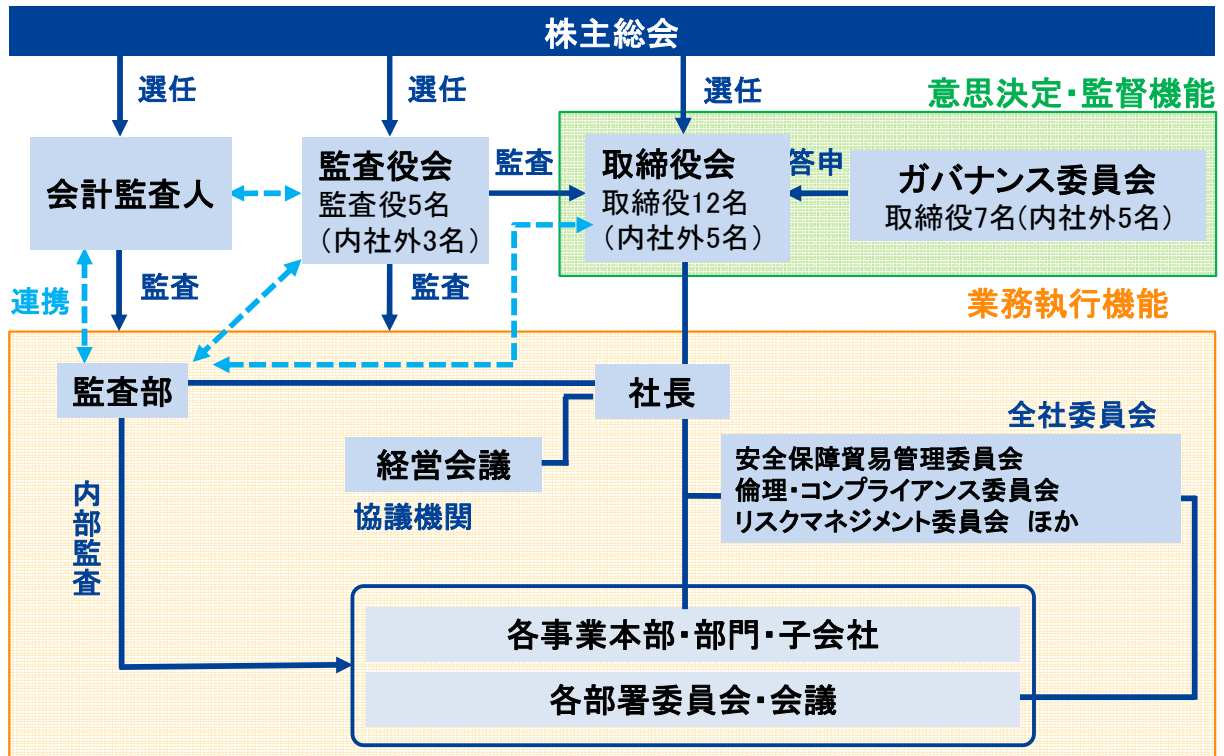 株主総会
選任
選任
選任
意思決定・監督機能
会計監査人
監査役会
監査役5名
（内社外3名）
監査
取締役会
取締役12名
（内社外5名）
答申
ガバナンス委員会
取締役7名（内社外5名）
連携
監査
監査
業務執行機能
監査部
社長
経営会議
協議機関
全社委員会
安全保障貿易管理委員会
倫理・コンプライアンス委員会
リスクマネジメント委員会　ほか
内部監査
各事業本部・部門・子会社
各部署委員会・会議